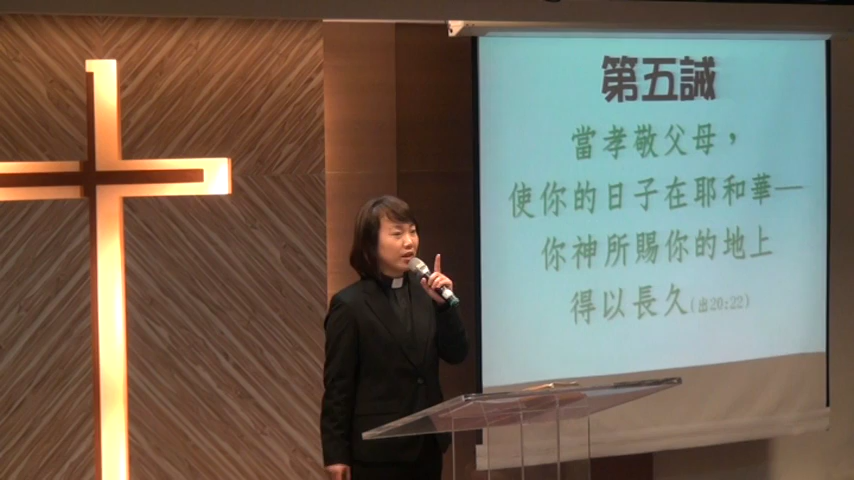 第五誡
當孝敬父母，
使你的日子在耶和華—
你神所賜你的地上
得以長久(出20:22)